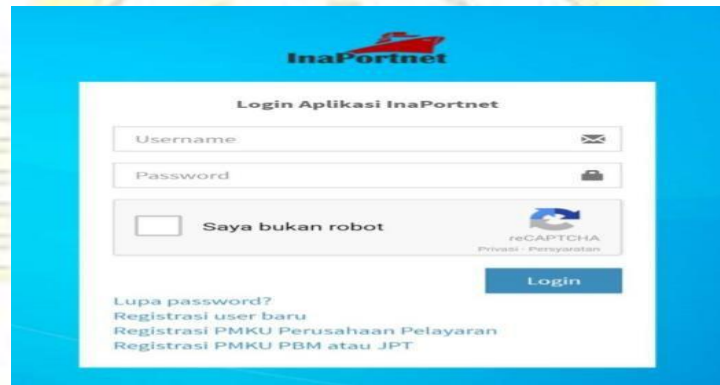 InaPortnet
Login Aplikasi InaPortnet
Username
Password
Saya bukan robot
reCAPTCHA
Privasi - Persyaratan
Login
Lupa password?
Registrasi user baru
Registrasi PMKU Perusahaan Pelayaran
Registrasi PMKU PBM atau JPT